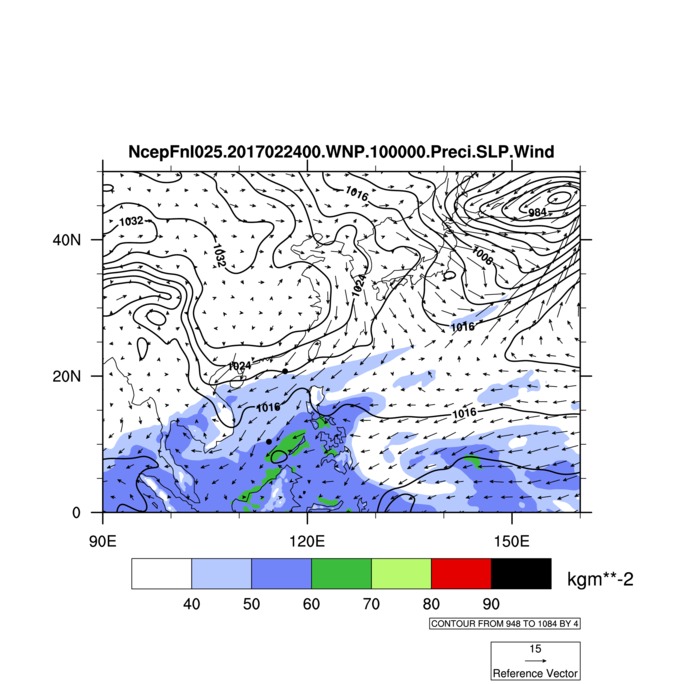 NcepFnl025.2017022400.WNP.100000.Preci.SLP.Wind
1016
984
1032
1032
1008
40N
1024
1016
1024
20N
1016
1016
0
90E 120E 150E
kgm**-2
40 50 60 70 80 90
CONTOUR FROM 948 TO 1084 BY 4
15
Reference Vector